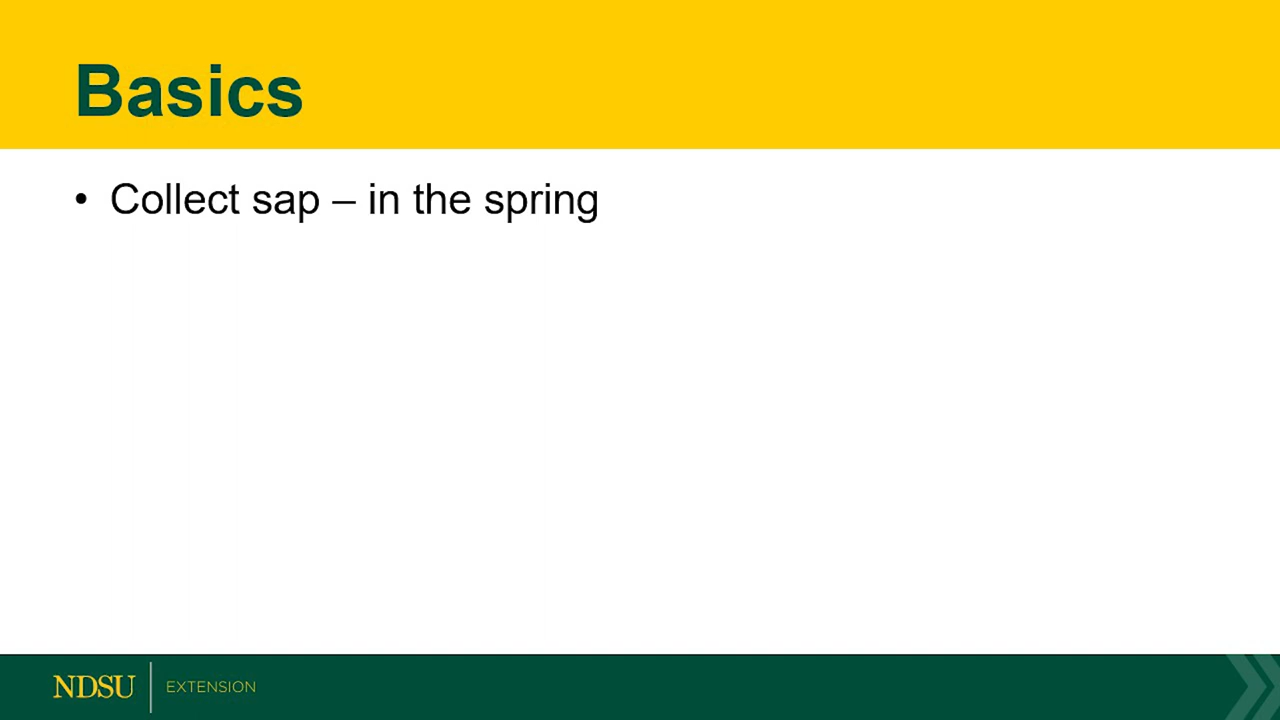 Basics
• Collect sap – in the spring
NDSU EXTENSION